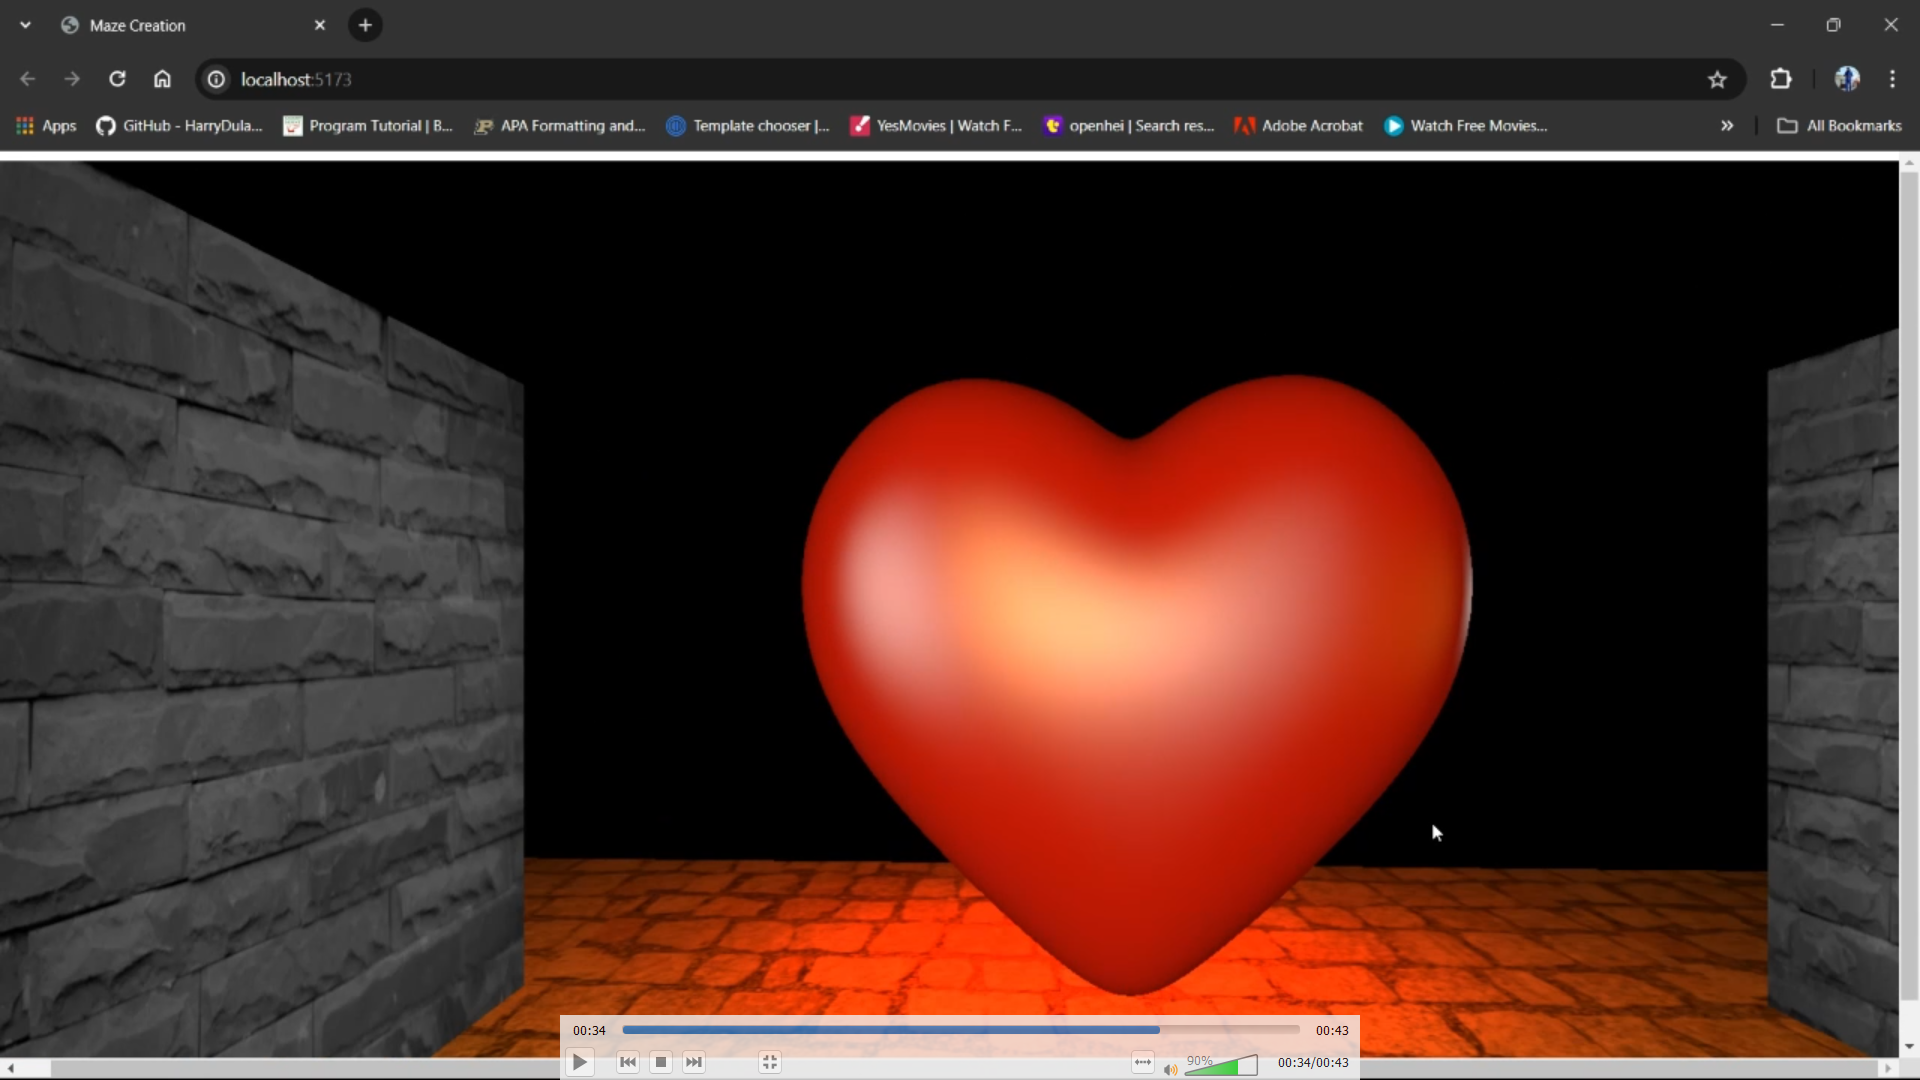 Maze Creation
localhost:5173
Apps
GitHub - HarryDula...
Program Tutorial | B...
APA Formatting and...
Template chooser |...
YesMovies | Watch F...
openhei | Search res...
Adobe Acrobat
Watch Free Movies...
All Bookmarks
00:34
00:43
90%
00:34/00:43